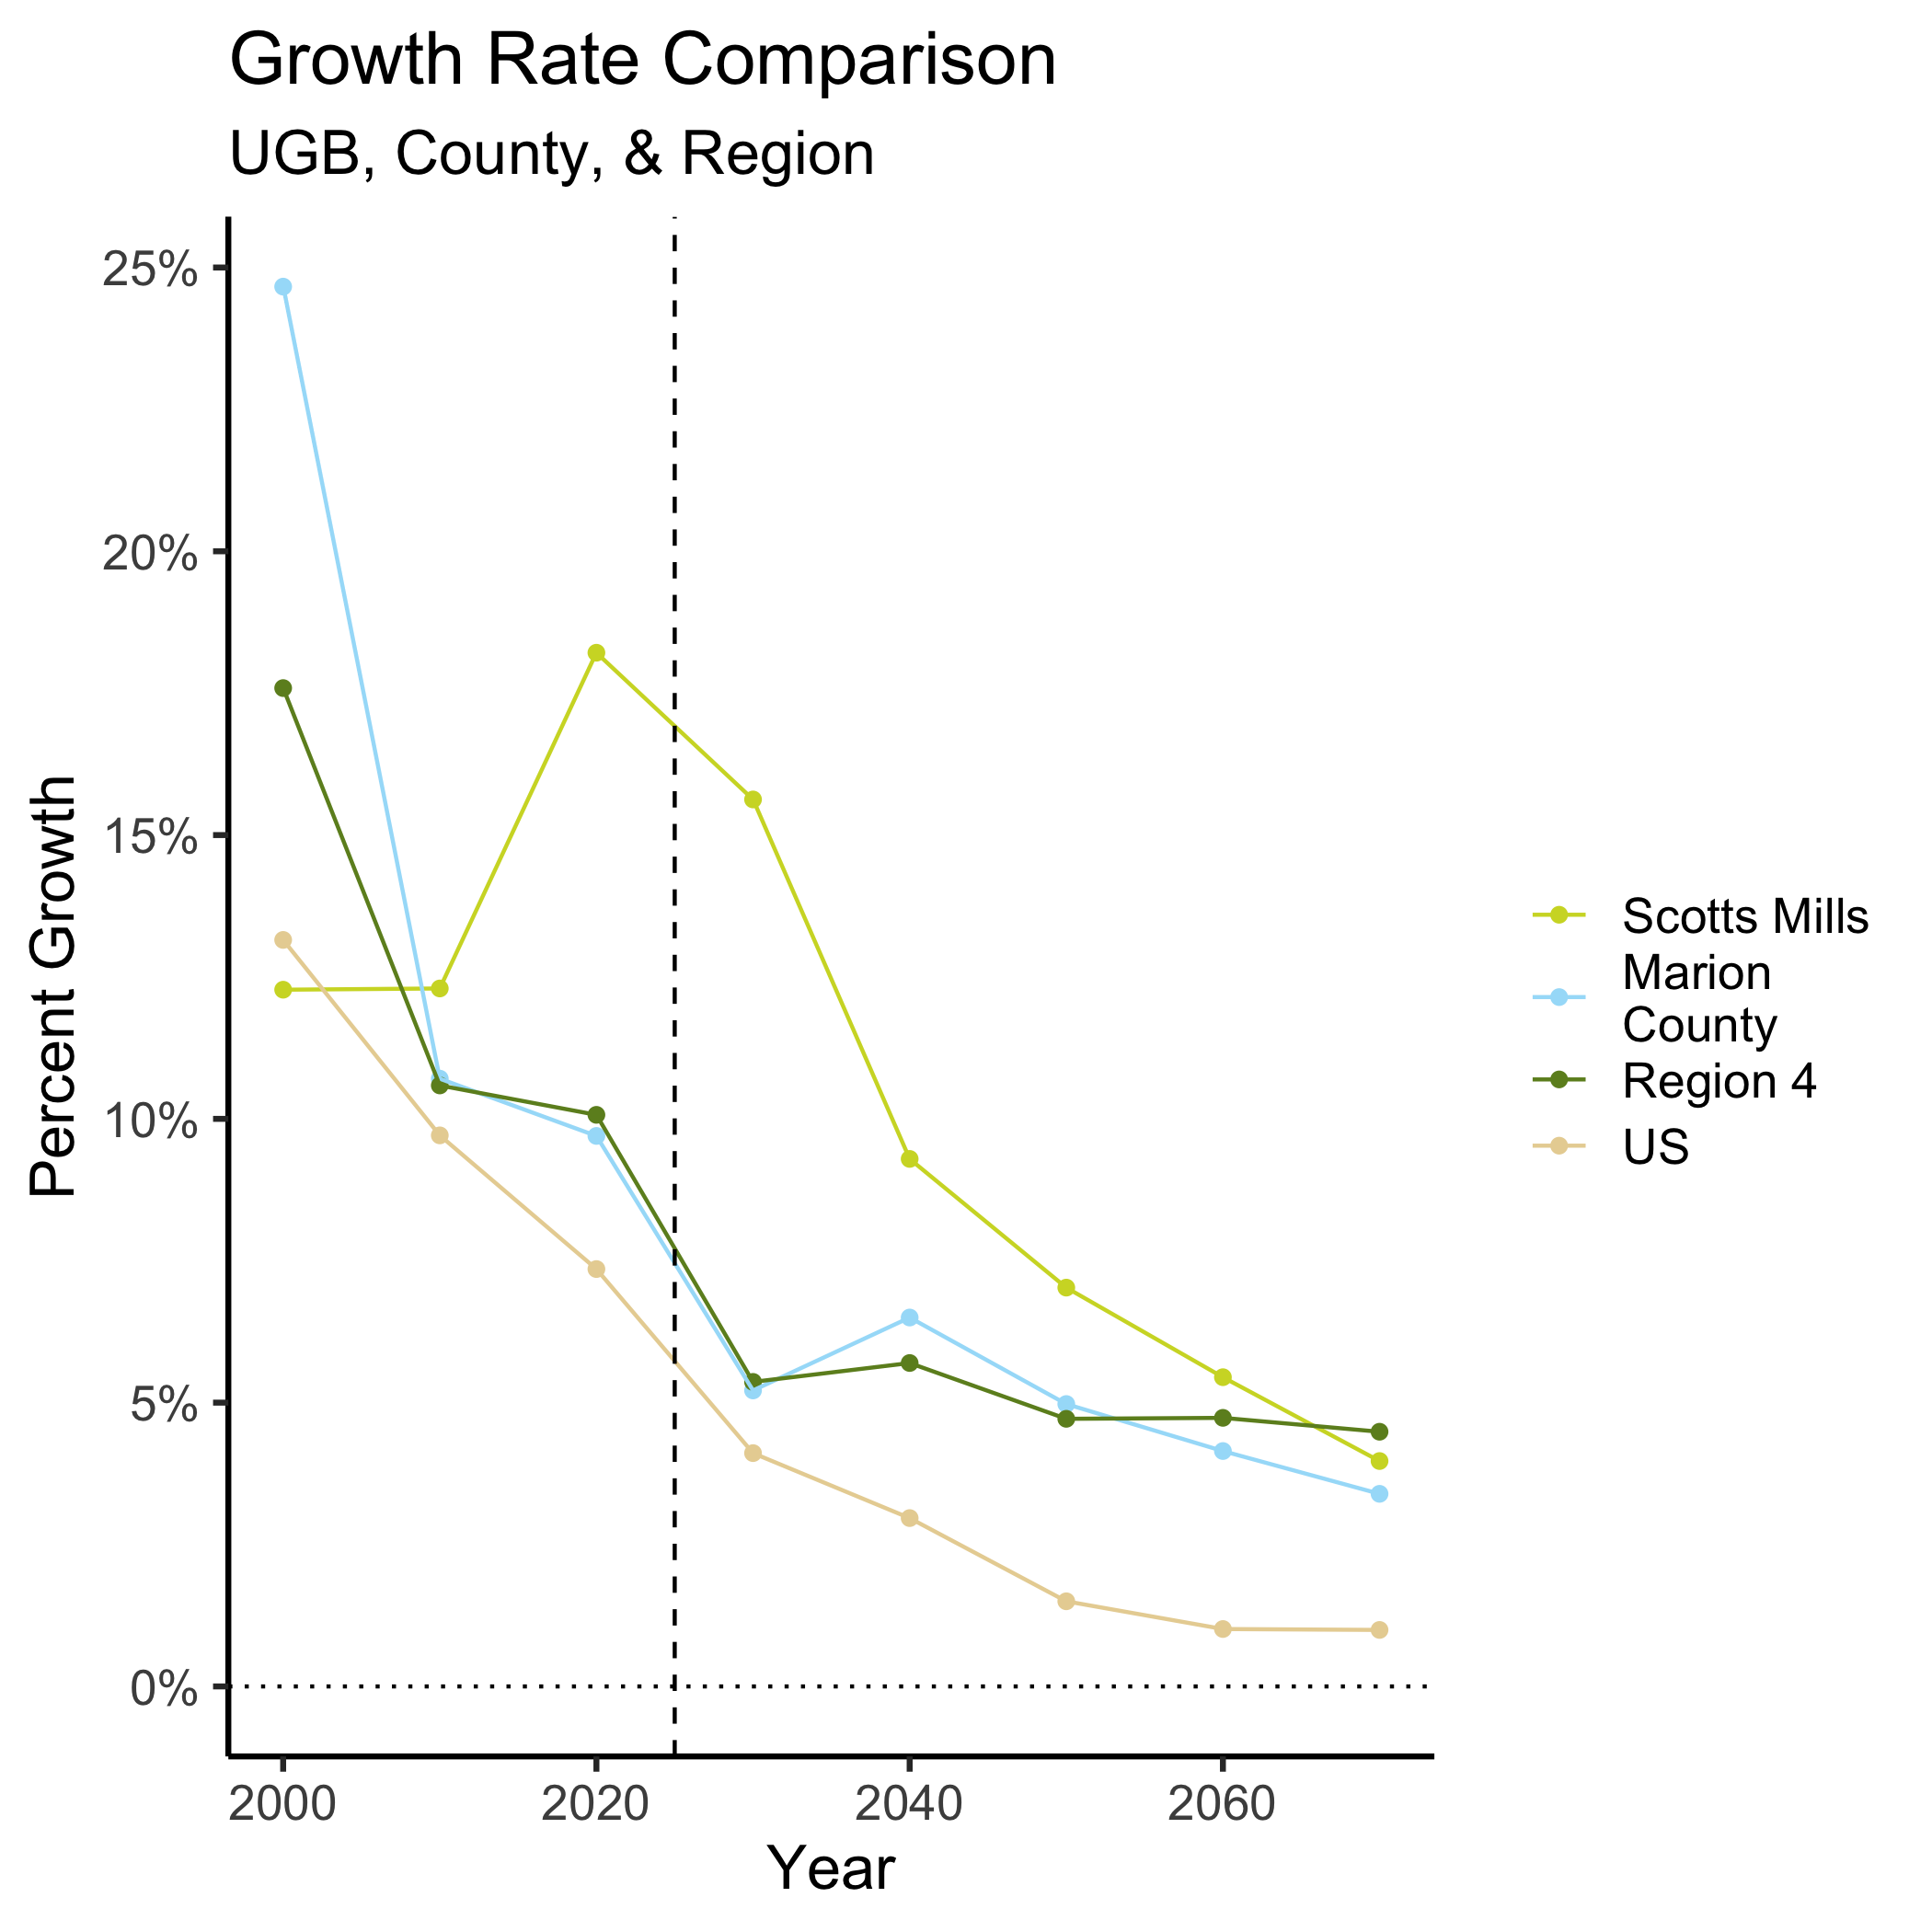 Growth Rate Comparison
UGB, County, & Region
25%
20%
15%
10%
5%
0%
Percent Growth
2000
2020
2040
2060
Year
Scotts Mills
Marion
County
Region 4
US